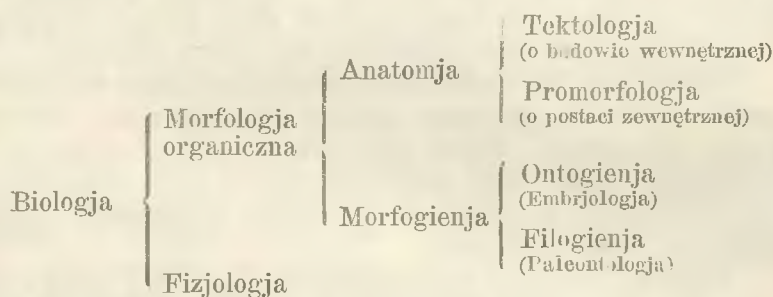 Tektologja
(o budowie wewnętrznej)
Anatomja
Promorfologja
(o postaci zewnętrznej)
Morfologja
organiczna
Ontogienja
(Embrjologja)
Biologja
Morfogienja
Filogienja
(Paleontologja)
Fizjologja